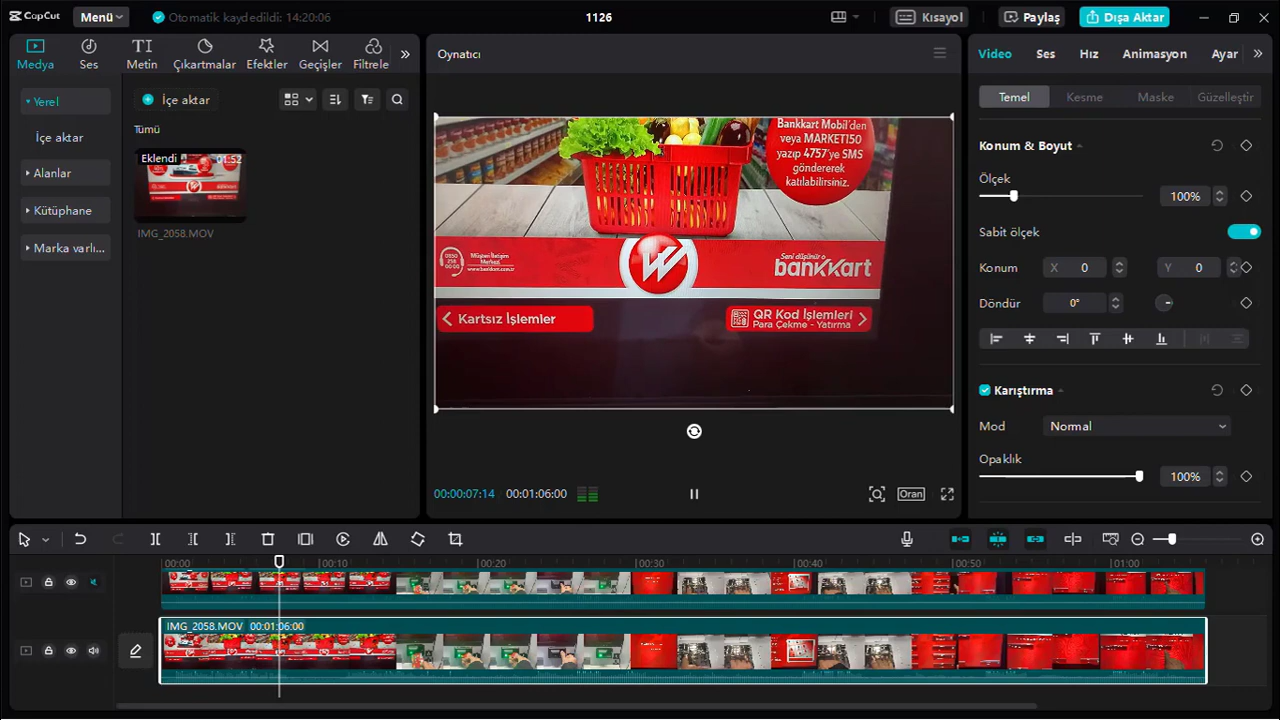 CapCut
Menü
Otomatik kaydedildi: 14:20:06
1126
Kısayol
Paylaş
Dışa Aktar
Medya
Ses
Metin
Çıkartmalar
Efektler
Geçişler
Filtrele
Oynatıcı
Video
Ses
Hız
Animasyon
Ayar
Yerel
İçe aktar
Alanlar
Kütüphane
Marka varlı...
İçe aktar
Tümü
Eklendi
01:52
IMG_2058.MOV
Bankkart Mobil'den
veya MARKET150
yazıp 4757'ye SMS
göndererek
katılabilirsiniz.
Müşteri İletişim
Merkezi
www.bankkart.com.tr
Seni düşünür o
bankkart
Kartsız İşlemler
QR Kod İşlemleri
Para Çekme - Yatırma
00:00:07:14
00:01:06:00
Oran
Temel
Kesme
Maske
Güzelleştir
Konum & Boyut
Ölçek
100%
Sabit ölçek
Konum
X 0
Y 0
Döndür
0°
Karıştırma
Mod
Normal
Opaklık
100%
00:00
00:10
00:20
00:30
00:40
00:50
01:00
IMG_2058.MOV 00:01:06:00